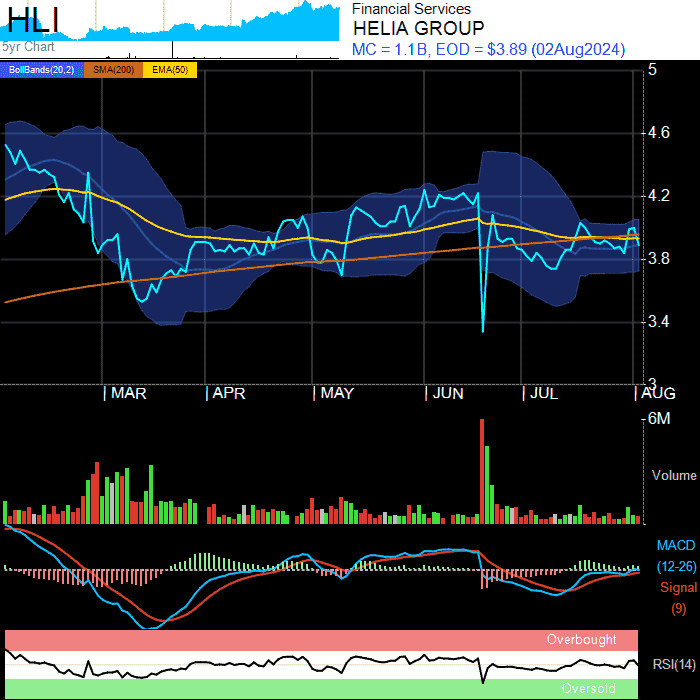 HLI
5yr Chart
Financial Services
HELIA GROUP
MC = 1.1B, EOD = $3.89 (02Aug2024)
BollBands(20,2) SMA(200) EMA(50)
5
4.6
4.2
3.8
3.4
3
MAR APR MAY JUN JUL AUG
6M
Volume
MACD
(12-26)
Signal
(9)
Overbought
RSI(14)
Oversold